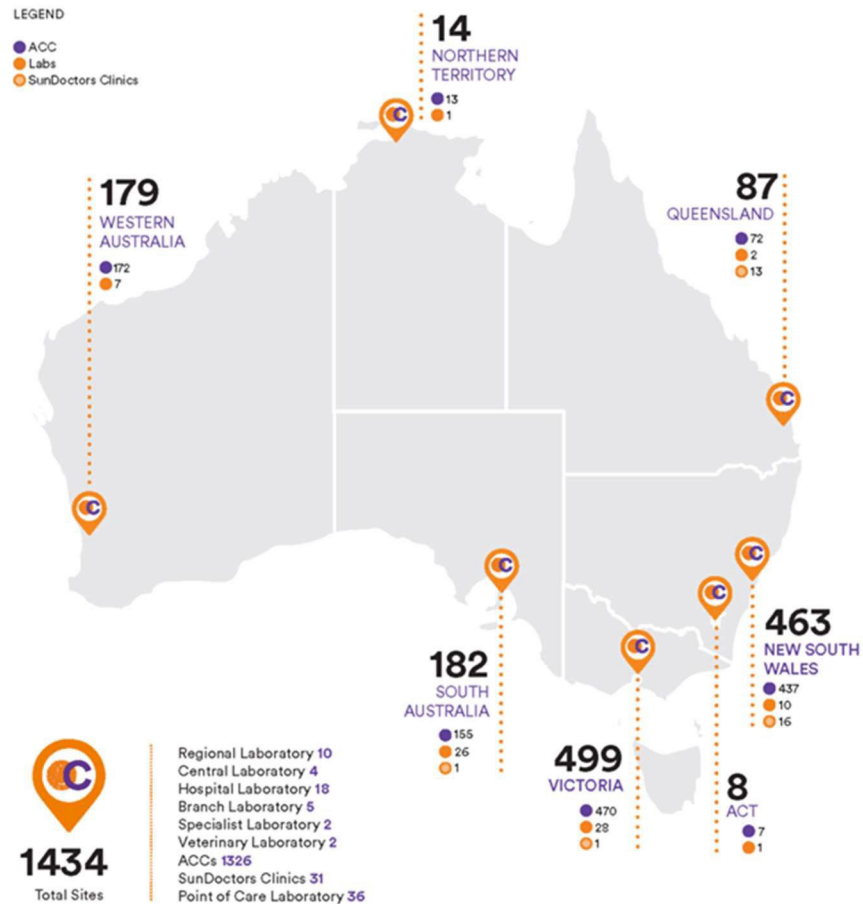 LEGEND
ACC
Labs
SunDoctors Clinics
14
NORTHERN
TERRITORY
13
1
179
WESTERN
AUSTRALIA
172
7
87
QUEENSLAND
72
2
13
182
SOUTH
AUSTRALIA
155
26
1
499
VICTORIA
470
28
1
8
ACT
7
1
463
NEW SOUTH
WALES
437
10
16
1434
Total Sites
Regional Laboratory 10
Central Laboratory 4
Hospital Laboratory 18
Branch Laboratory 5
Specialist Laboratory 2
Veterinary Laboratory 2
ACCs 1326
SunDoctors Clinics 31
Point of Care Laboratory 36
C
C
C
C
C
C
C
C